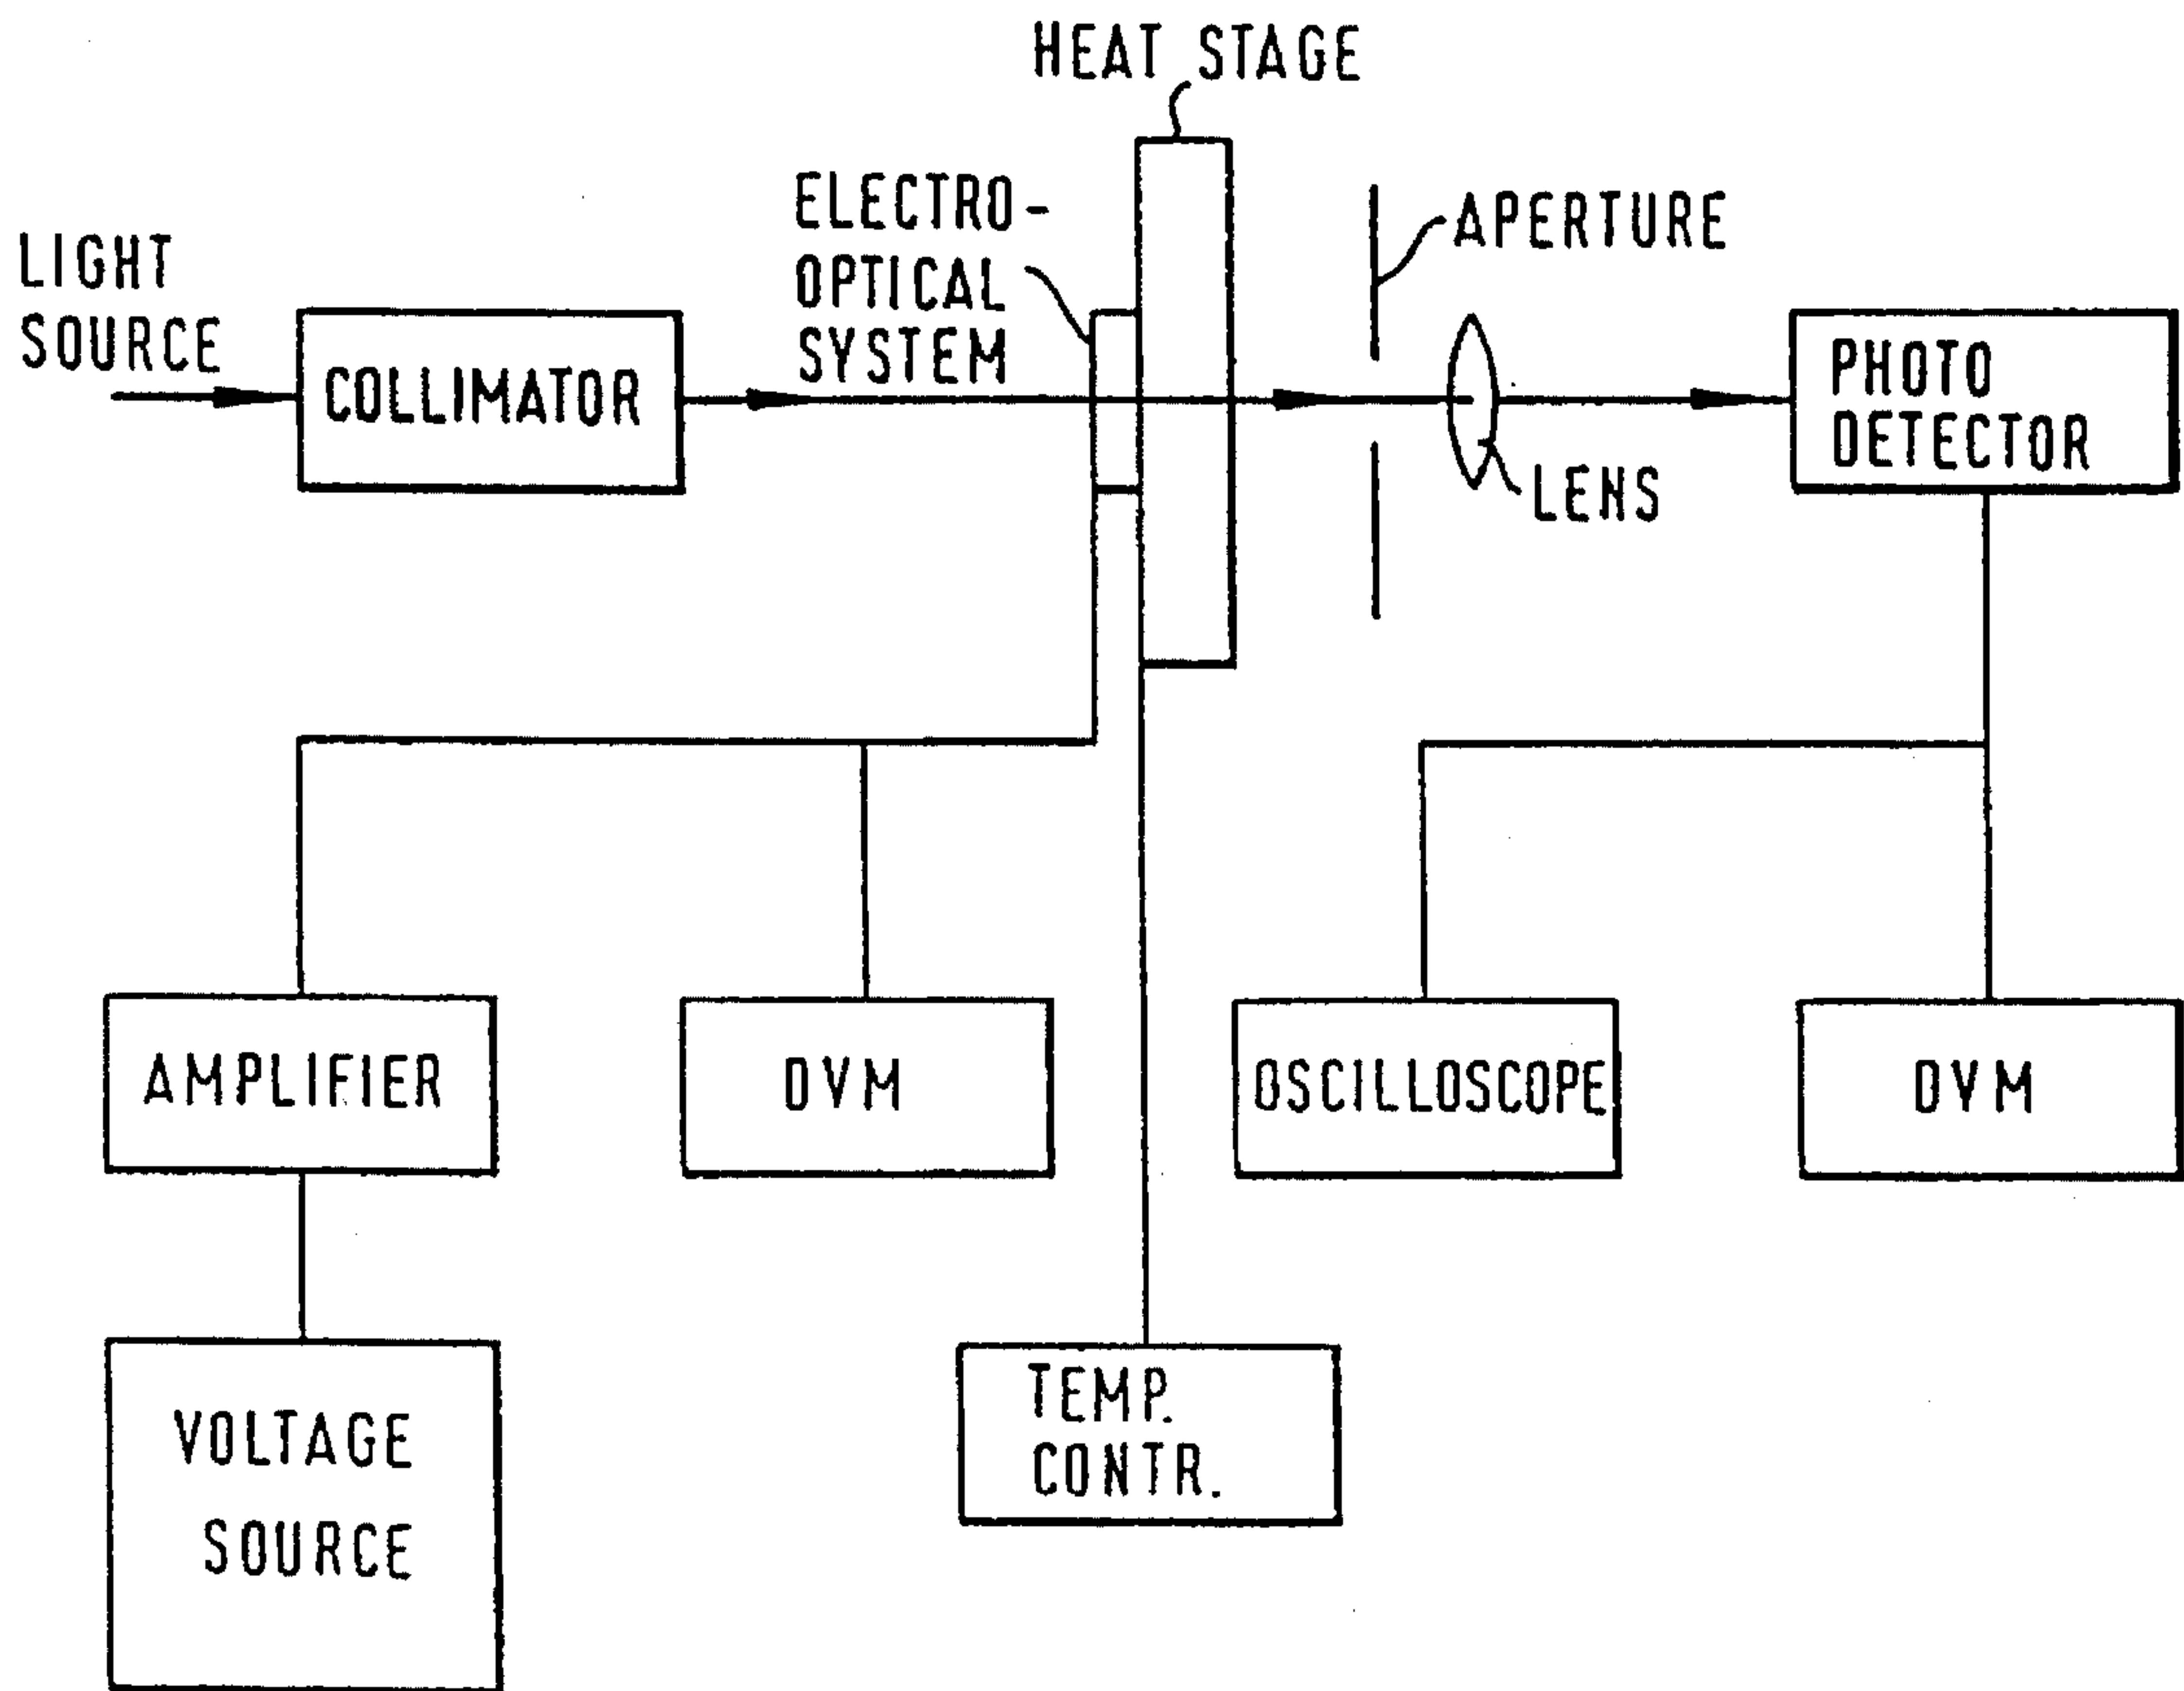 HEAT STAGE
ELECTRO-
OPTICAL
SYSTEM
APERTURE
LIGHT
SOURCE
COLLIMATOR
PHOTO
DETECTOR
LENS
AMPLIFIER
DVM
OSCILLOSCOPE
DVM
VOLTAGE
SOURCE
TEMP.
CONTR.